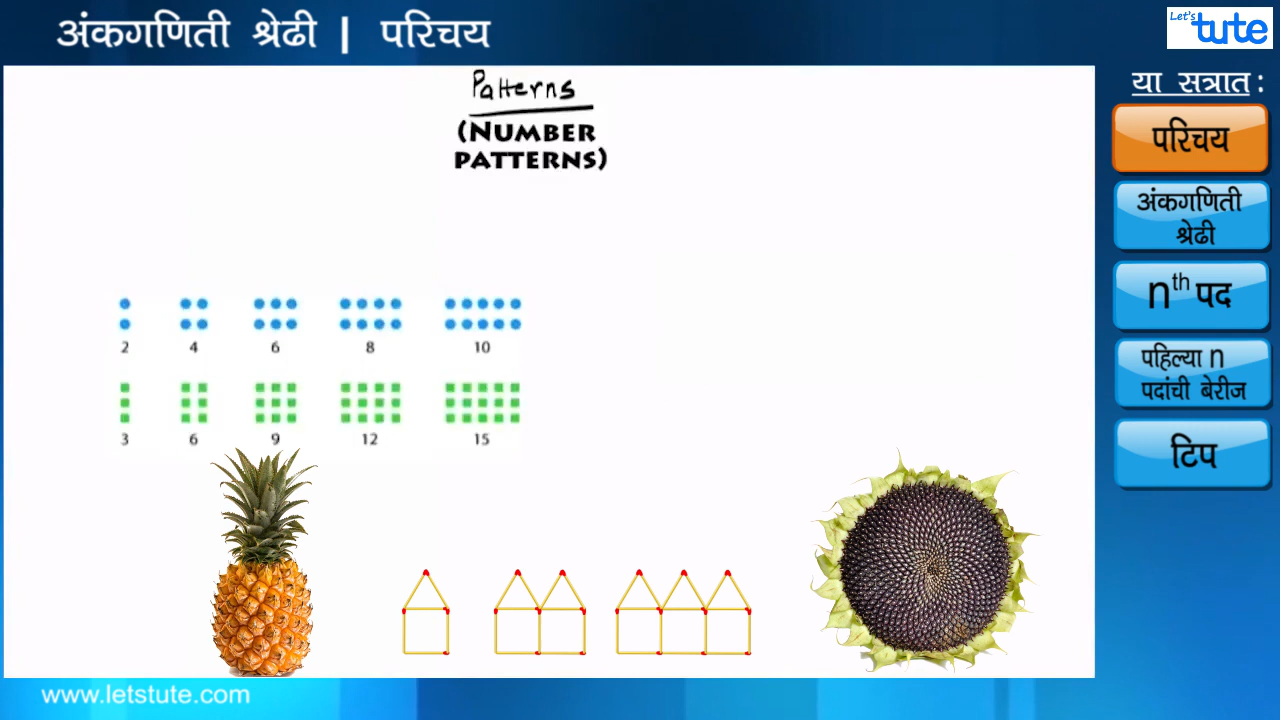 अंकगणिती श्रेढी | परिचय
Let's
tute
Patterns
(NUMBER
PATTERNS)
2 4 6 8 10
3 6 9 12 15
या सत्रात :
परिचय
अंकगणिती
श्रेढी
nth पद
पहिल्या n
पदांची बेरीज
टिप
www.letstute.com